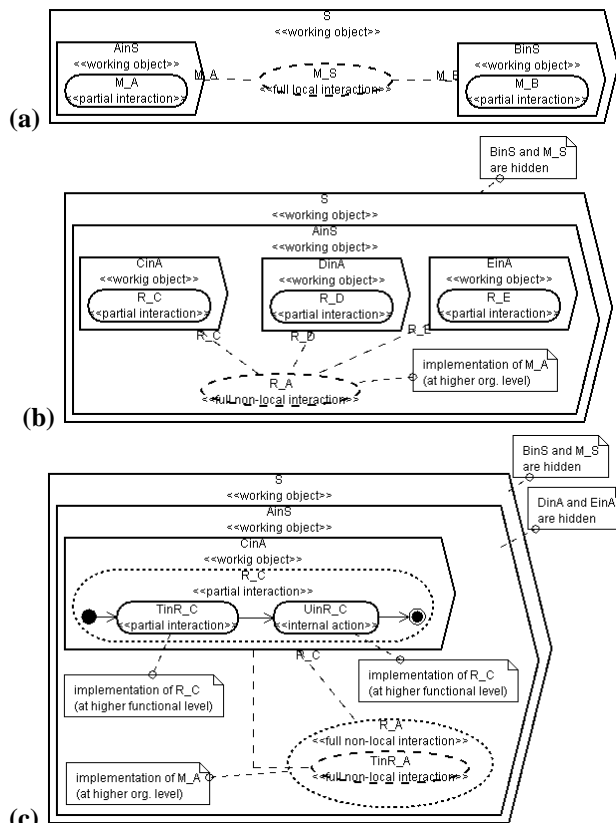 S
<<working object>>
AinS
<<working object>>
M_A
<<partial interaction>>
M_A
M_S
<<full local interaction>>
M_B
BinS
<<working object>>
M_B
<<partial interaction>>
(a)
BinS and M_S
are hidden
S
<<working object>>
AinS
<<working object>>
CinA
<<workig object>>
R_C
<<partial interaction>>
DinA
<<working object>>
R_D
<<partial interaction>>
EinA
<<working object>>
R_E
<<partial interaction>>
R_C
R_D
R_E
R_A
<<full non-local interaction>>
implementation of M_A
(at higher org. level)
(b)
BinS and M_S
are hidden
DinA and EinA
are hidden
S
<<working object>>
AinS
<<working object>>
CinA
<<workig object>>
R_C
<<partial interaction>>
TinR_C
<<partial interaction>>
UinR_C
<<internal action>>
R_C
implementation of R_C
(at higher functional level)
implementation of R_C
(at higher functional level)
R_A
<<full non-local interaction>>
TinR_A
<<full non-local interaction>>
implementation of M_A
(at higher org. level)
(c)